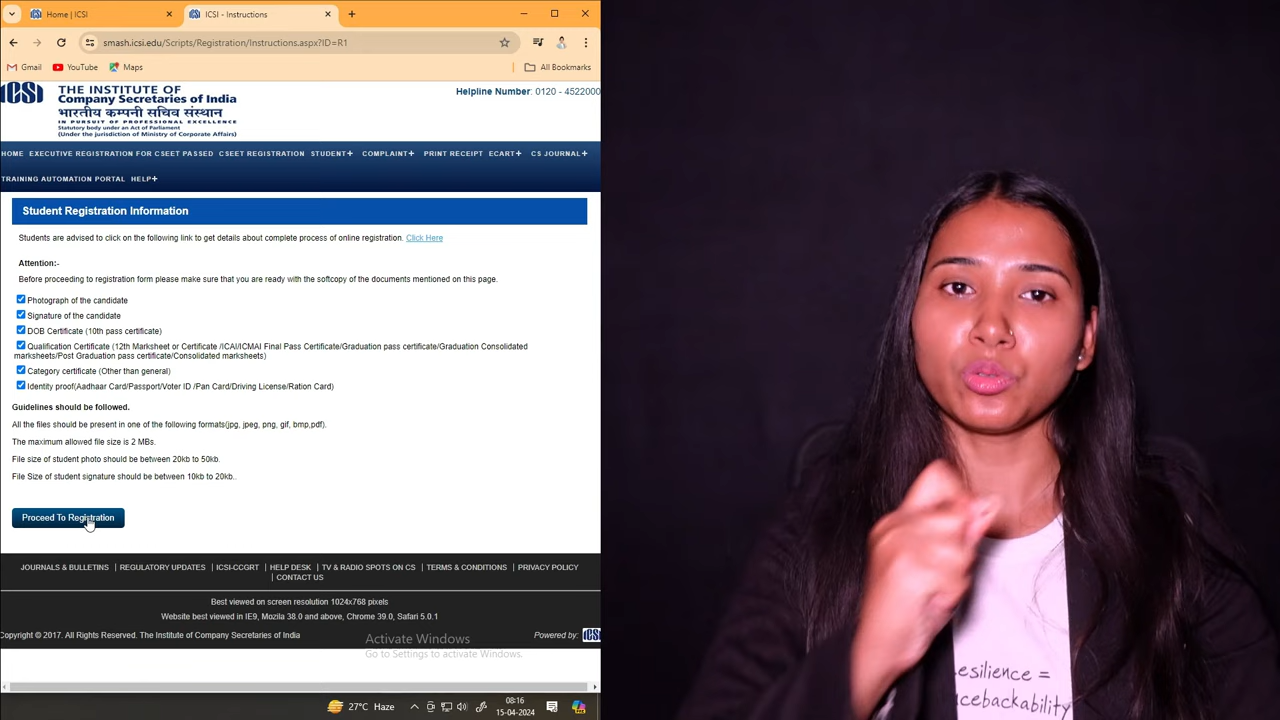 Home | ICSI
ICSI - Instructions
smash.icsi.edu/Scripts/Registration/Instructions.aspx?ID=R1
Gmail YouTube Maps All Bookmarks
ICSI
THE INSTITUTE OF
Company Secretaries of India
भारतीय कम्पनी सचिव संस्थान
IN PURSUIT OF PROFESSIONAL EXCELLENCE
Statutory body under an Act of Parliament
(Under the jurisdiction of Ministry of Corporate Affairs)
Helpline Number: 0120 - 4522000
HOME EXECUTIVE REGISTRATION FOR CSEET PASSED CSEET REGISTRATION STUDENT+ COMPLAINT+ PRINT RECEIPT ECART+ CS JOURNAL+
TRAINING AUTOMATION PORTAL HELP+
Student Registration Information
Students are advised to click on the following link to get details about complete process of online registration. Click Here
Attention:-
Before proceeding to registration form please make sure that you are ready with the softcopy of the documents mentioned on this page.
Photograph of the candidate
Signature of the candidate
DOB Certificate (10th pass certificate)
Qualification Certificate (12th Marksheet or Certificate /ICAI/ICMAI Final Pass Certificate/Graduation pass certificate/Graduation Consolidated
marksheets/Post Graduation pass certificate/Consolidated marksheets)
Category certificate (Other than general)
Identity proof(Aadhaar Card/Passport/Voter ID /Pan Card/Driving License/Ration Card)
Guidelines should be followed.
All the files should be present in one of the following formats(jpg, jpeg, png, gif, bmp,pdf).
The maximum allowed file size is 2 MBs.
File size of student photo should be between 20kb to 50kb.
File Size of student signature should be between 10kb to 20kb..
Proceed To Registration
JOURNALS & BULLETINS | REGULATORY UPDATES | ICSI-CCGRT | HELP DESK | TV & RADIO SPOTS ON CS | TERMS & CONDITIONS | PRIVACY POLICY
| CONTACT US
Best viewed on screen resolution 1024x768 pixels
Website best viewed in IE9, Mozila 38.0 and above, Chrome 39.0, Safari 5.0.1
Copyright © 2017. All Rights Reserved. The Institute of Company Secretaries of India
Powered by: ICSI
Activate Windows
Go to Settings to activate Windows.
27°C Haze
08:16
15-04-2024
esilience =
ucebackability